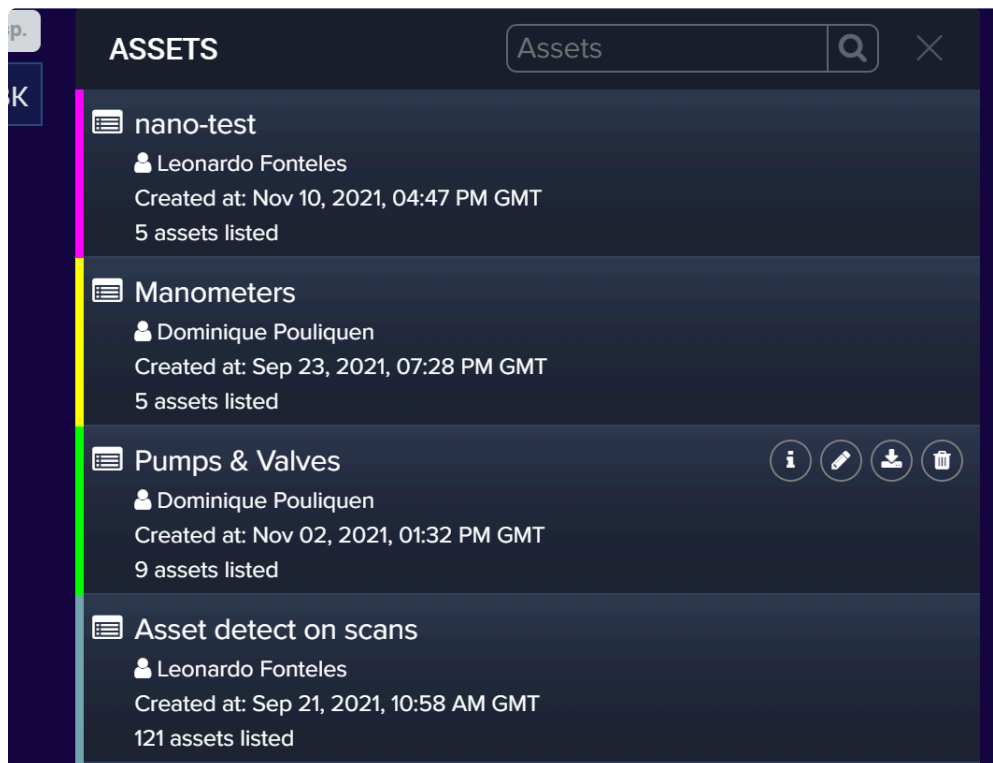 sp.
ASSETS
Assets
K
nano-test
Leonardo Fonteles
Created at: Nov 10, 2021, 04:47 PM GMT
5 assets listed
Manometers
Dominique Pouliquen
Created at: Sep 23, 2021, 07:28 PM GMT
5 assets listed
Pumps & Valves
Dominique Pouliquen
Created at: Nov 02, 2021, 01:32 PM GMT
9 assets listed
Asset detect on scans
Leonardo Fonteles
Created at: Sep 21, 2021, 10:58 AM GMT
121 assets listed